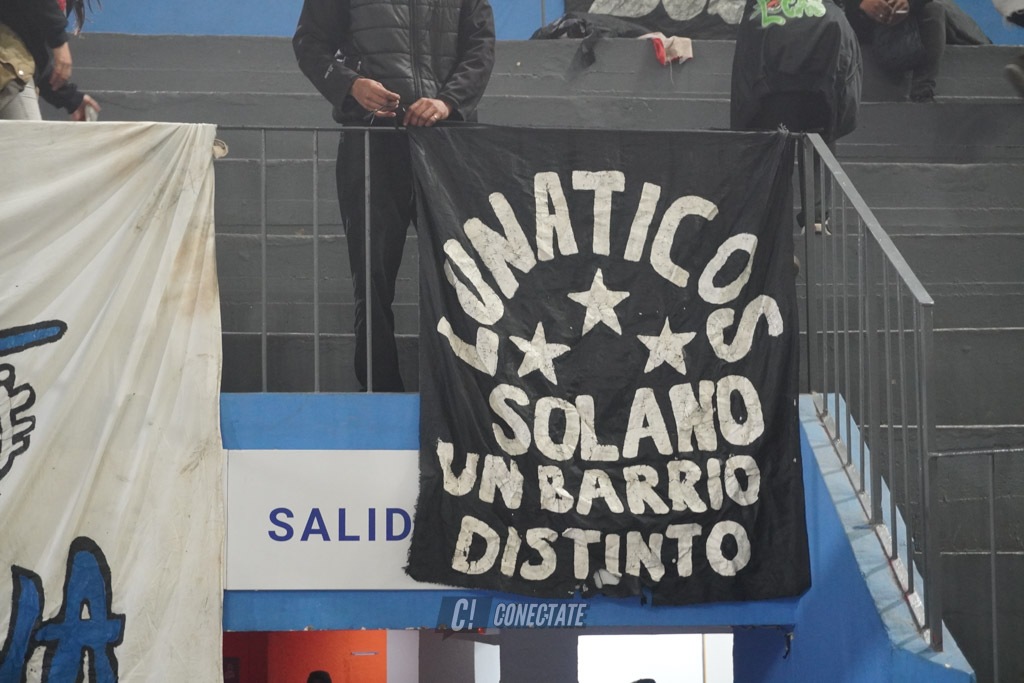 LUNATICOS
SOLANO
UN BARRIO
DISTINTO
SALID
C! CONECTATE